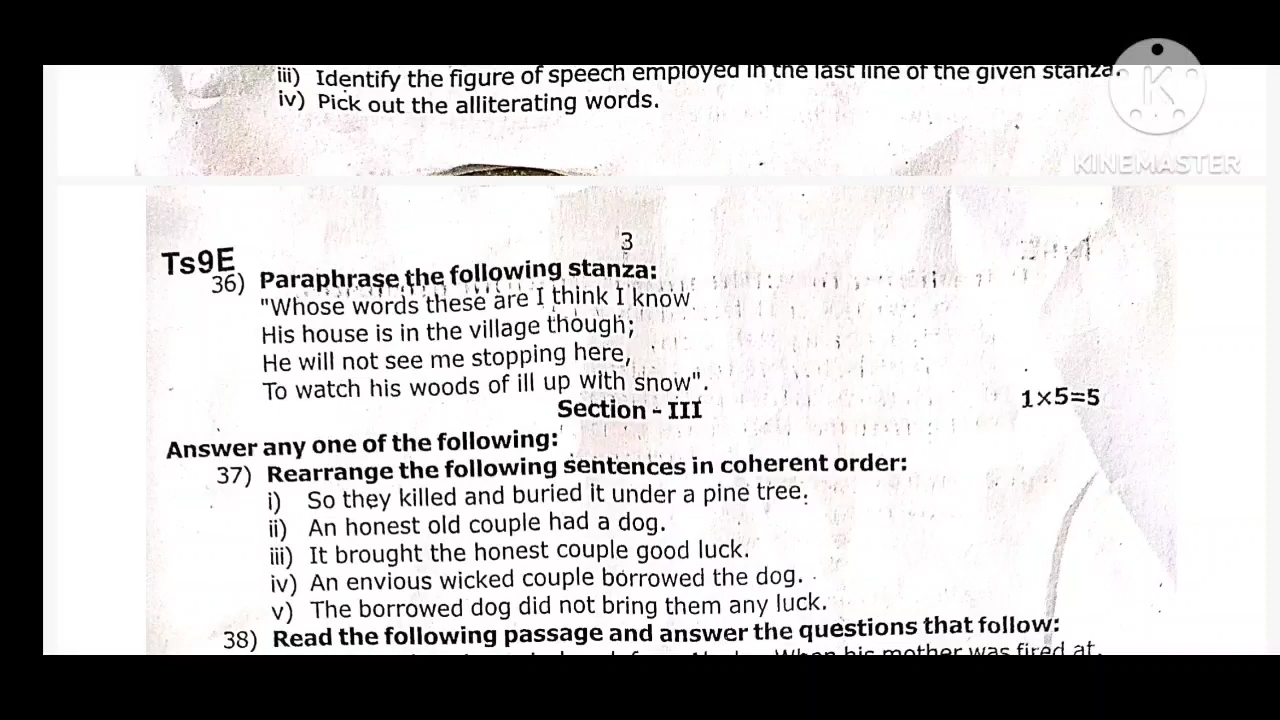 iii) Identify the figure of speech employed in the last line of the given stanza.
iv) Pick out the alliterating words.
K
KINEMASTER
3
Ts9E
36) Paraphrase the following stanza:
"Whose words these are I think I know
His house is in the village though;
He will not see me stopping here,
To watch his woods of ill up with snow".
Section - III
1×5=5
Answer any one of the following:
37) Rearrange the following sentences in coherent order:
i) So they killed and buried it under a pine tree.
ii) An honest old couple had a dog.
iii) It brought the honest couple good luck.
iv) An envious wicked couple borrowed the dog.
v) The borrowed dog did not bring them any luck.
38) Read the following passage and answer the questions that follow:
When his mother was fired at.